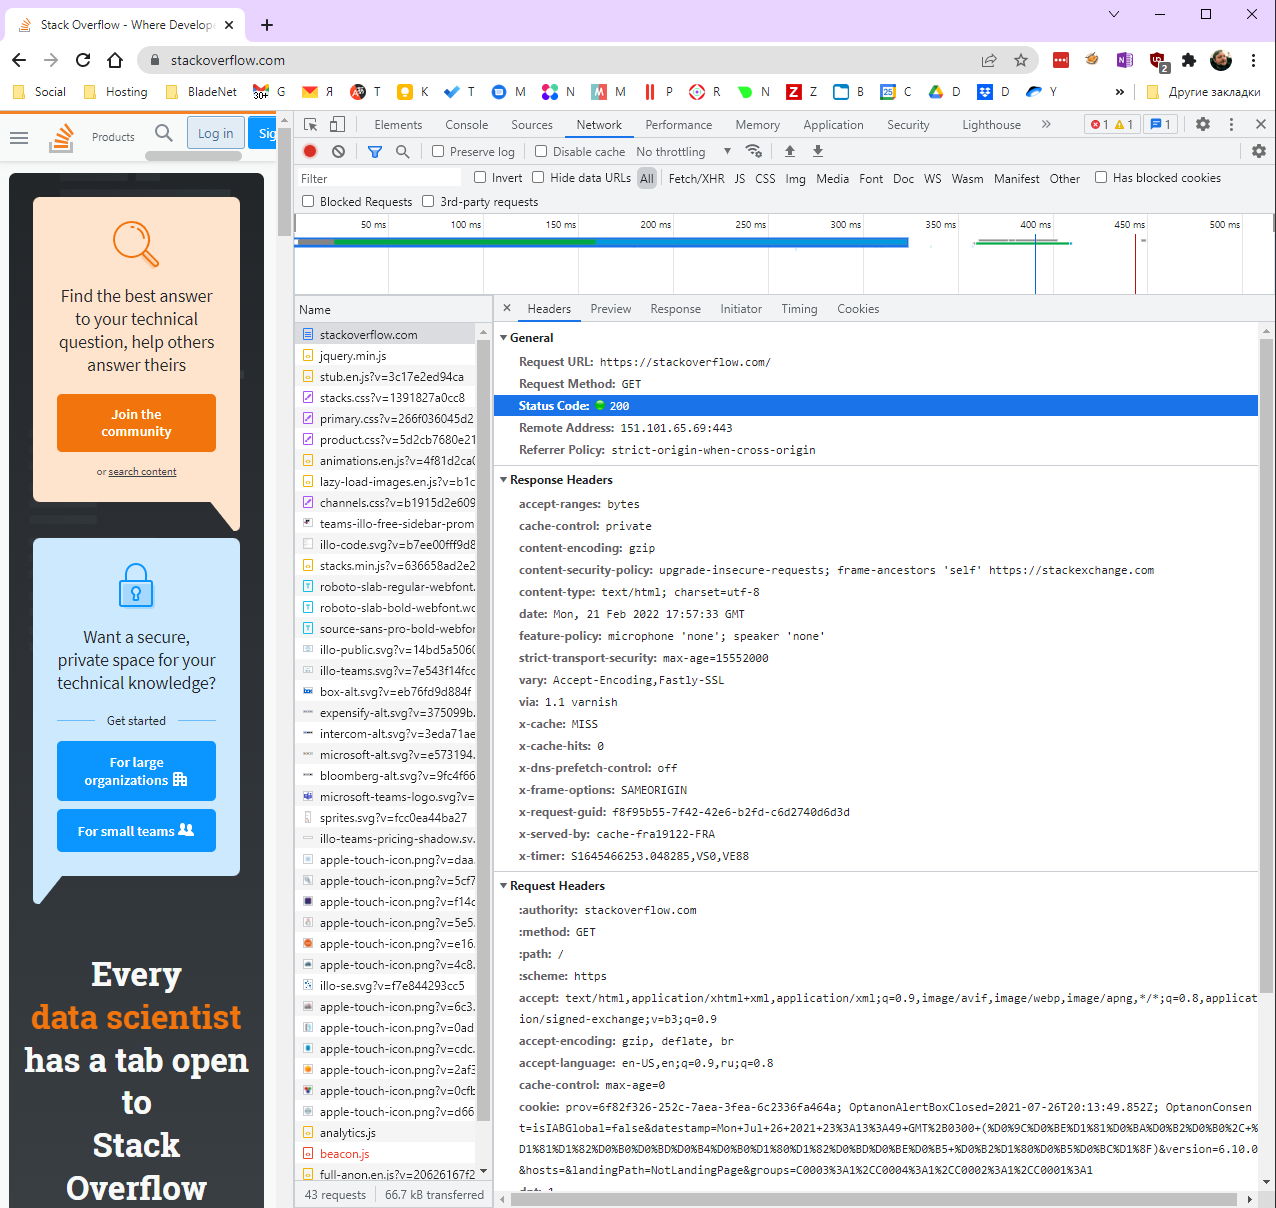 Stack Overflow - Where Develope
stackoverflow.com
2
Social
Hosting
BladeNet
30+
G
Я
T
K
T
M
N
M
P
R
N
Z
B
25
C
D
D
Y
»
Другие закладки
Products
Log in
Sig
Find the best answer
to your technical
question, help others
answer theirs
Join the
community
or search content
Want a secure,
private space for your
technical knowledge?
Get started
For large
organizations
For small teams
Every
data scientist
has a tab open
to
Stack
Overflow
Elements
Console
Sources
Network
Performance
Memory
Application
Security
Lighthouse
»
1
1
1
Preserve log
Disable cache
No throttling
Filter
Invert
Hide data URLs
All
Fetch/XHR
JS
CSS
Img
Media
Font
Doc
WS
Wasm
Manifest
Other
Has blocked cookies
Blocked Requests
3rd-party requests
50 ms
100 ms
150 ms
200 ms
250 ms
300 ms
350 ms
400 ms
450 ms
500 ms
Name
stackoverflow.com
jquery.min.js
stub.en.js?v=3c17e2ed94ca
stacks.css?v=1391827a0cc8
primary.css?v=266f036045d2
product.css?v=5d2cb7680e21
animations.en.js?v=4f81d2ca0
lazy-load-images.en.js?v=b1c
channels.css?v=b1915d2e609
teams-illo-free-sidebar-prom
illo-code.svg?v=b7ee00fff9d8
stacks.min.js?v=636658ad2e2
roboto-slab-regular-webfont.
roboto-slab-bold-webfont.wo
source-sans-pro-bold-webfor
illo-public.svg?v=14bd5a5060
illo-teams.svg?v=7e543f14fcc
box-alt.svg?v=eb76fd9d884f
expensify-alt.svg?v=375099b.
intercom-alt.svg?v=3eda71ae
microsoft-alt.svg?v=e573194.
bloomberg-alt.svg?v=9fc4f66
microsoft-teams-logo.svg?v=
sprites.svg?v=fcc0ea44ba27
illo-teams-pricing-shadow.sv.
apple-touch-icon.png?v=daa.
apple-touch-icon.png?v=5cf7
apple-touch-icon.png?v=f14c
apple-touch-icon.png?v=5e5.
apple-touch-icon.png?v=e16.
apple-touch-icon.png?v=4c8.
illo-se.svg?v=f7e844293cc5
apple-touch-icon.png?v=6c3.
apple-touch-icon.png?v=0ad
apple-touch-icon.png?v=cdc.
apple-touch-icon.png?v=2af3
apple-touch-icon.png?v=0cfb
apple-touch-icon.png?v=d66
analytics.js
beacon.js
full-anon.en.js?v=20626167f2
43 requests
66.7 kB transferred
Headers
Preview
Response
Initiator
Timing
Cookies
General
Request URL: https://stackoverflow.com/
Request Method: GET
Status Code: 200
Remote Address: 151.101.65.69:443
Referrer Policy: strict-origin-when-cross-origin
Response Headers
accept-ranges: bytes
cache-control: private
content-encoding: gzip
content-security-policy: upgrade-insecure-requests; frame-ancestors 'self' https://stackexchange.com
content-type: text/html; charset=utf-8
date: Mon, 21 Feb 2022 17:57:33 GMT
feature-policy: microphone 'none'; speaker 'none'
strict-transport-security: max-age=15552000
vary: Accept-Encoding,Fastly-SSL
via: 1.1 varnish
x-cache: MISS
x-cache-hits: 0
x-dns-prefetch-control: off
x-frame-options: SAMEORIGIN
x-request-guid: f8f95b55-7f42-42e6-b2fd-c6d2740d6d3d
x-served-by: cache-fra19122-FRA
x-timer: S1645466253.048285,VS0,VE88
Request Headers
:authority: stackoverflow.com
:method: GET
:path: /
:scheme: https
accept: text/html,application/xhtml+xml,application/xml;q=0.9,image/avif,image/webp,image/apng,*/*;q=0.8,applicat
ion/signed-exchange;v=b3;q=0.9
accept-encoding: gzip, deflate, br
accept-language: en-US,en;q=0.9,ru;q=0.8
cache-control: max-age=0
cookie: prov=6f82f326-252c-7aea-3fea-6c2336fa464a; OptanonAlertBoxClosed=2021-07-26T20:13:49.852Z; OptanonConsen
t=isIABGlobal=false&datestamp=Mon+Jul+26+2021+23%3A13%3A49+GMT%2B0300+(%D0%9C%D0%BE%D1%81%D0%BA%D0%B2%D0%B0%2C+%
D1%81%D1%82%D0%B0%D0%BD%D0%B4%D0%B0%D1%80%D1%82%D0%BD%D0%BE%D0%B5+%D0%B2%D1%80%D0%B5%D0%BC%D1%8F)&version=6.10.0
&hosts=&landingPath=NotLandingPage&groups=C0003%3A1%2CC0004%3A1%2CC0002%3A1%2CC0001%3A1